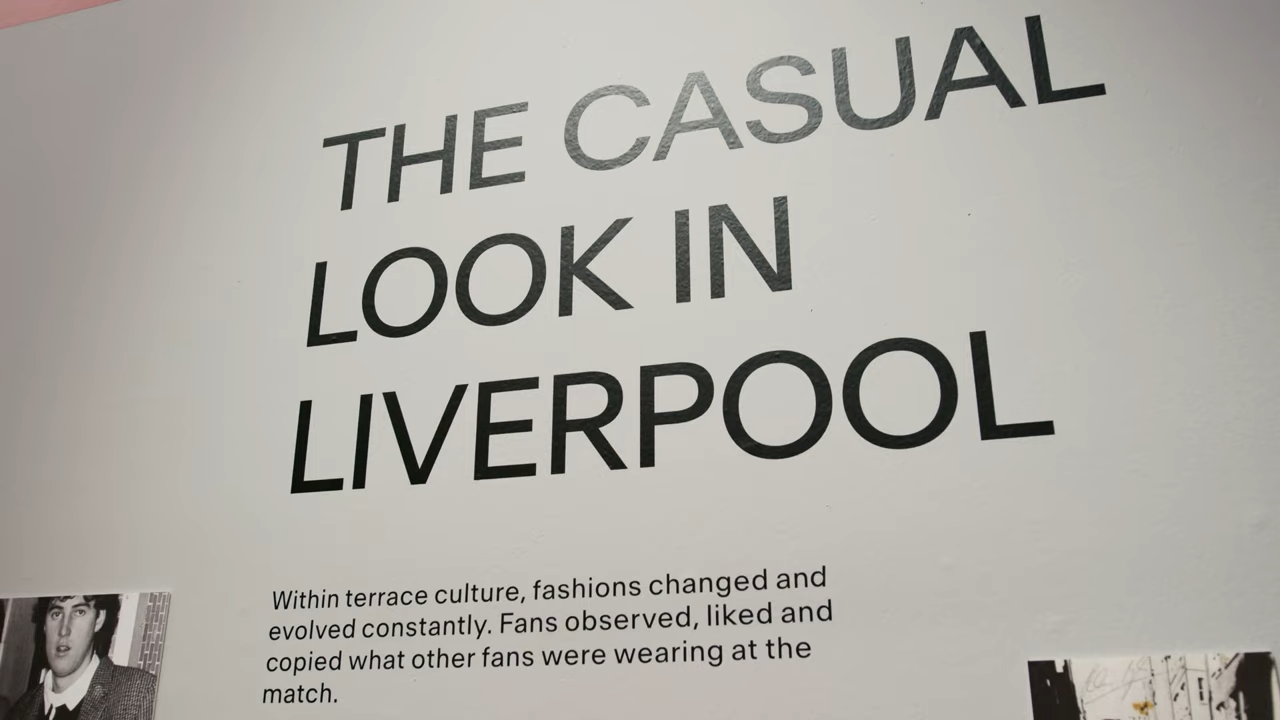 THE CASUAL
LOOK IN
LIVERPOOL
Within terrace culture, fashions changed and
evolved constantly. Fans observed, liked and
copied what other fans were wearing at the
match.